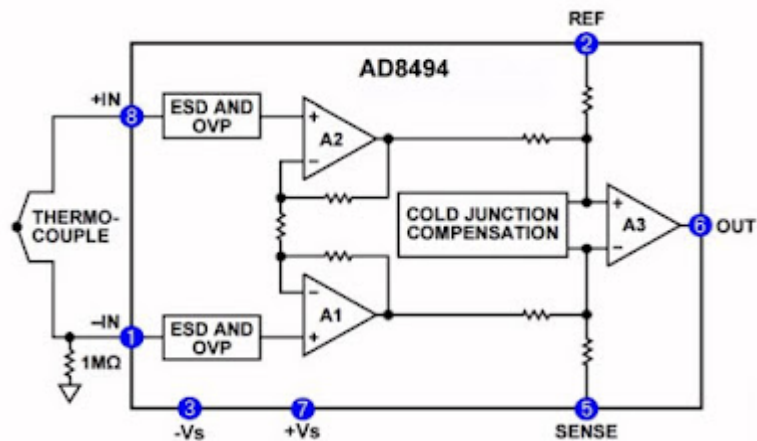 REF
2
AD8494
+IN
8
ESD AND
OVP
+
A2
−
THERMO-
COUPLE
COLD JUNCTION
COMPENSATION
+
A3
−
6
OUT
−
A1
+
−IN
1
ESD AND
OVP
1MΩ
3
7
5
-Vs
+Vs
SENSE